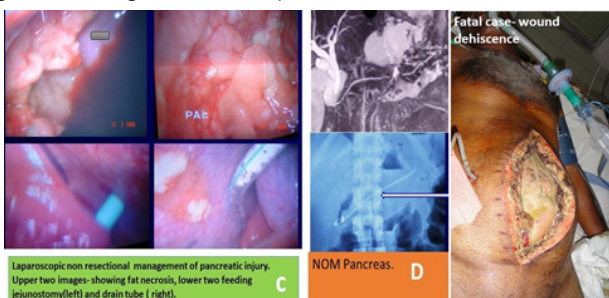 Fatal case- wound
dehiscence
PAL
Laparoscopic non resectional management of pancreatic injury.
Upper two images- showing fat necrosis, lower two feeding
jejunostomy(left) and drain tube ( right).
C
NOM Pancreas.
D